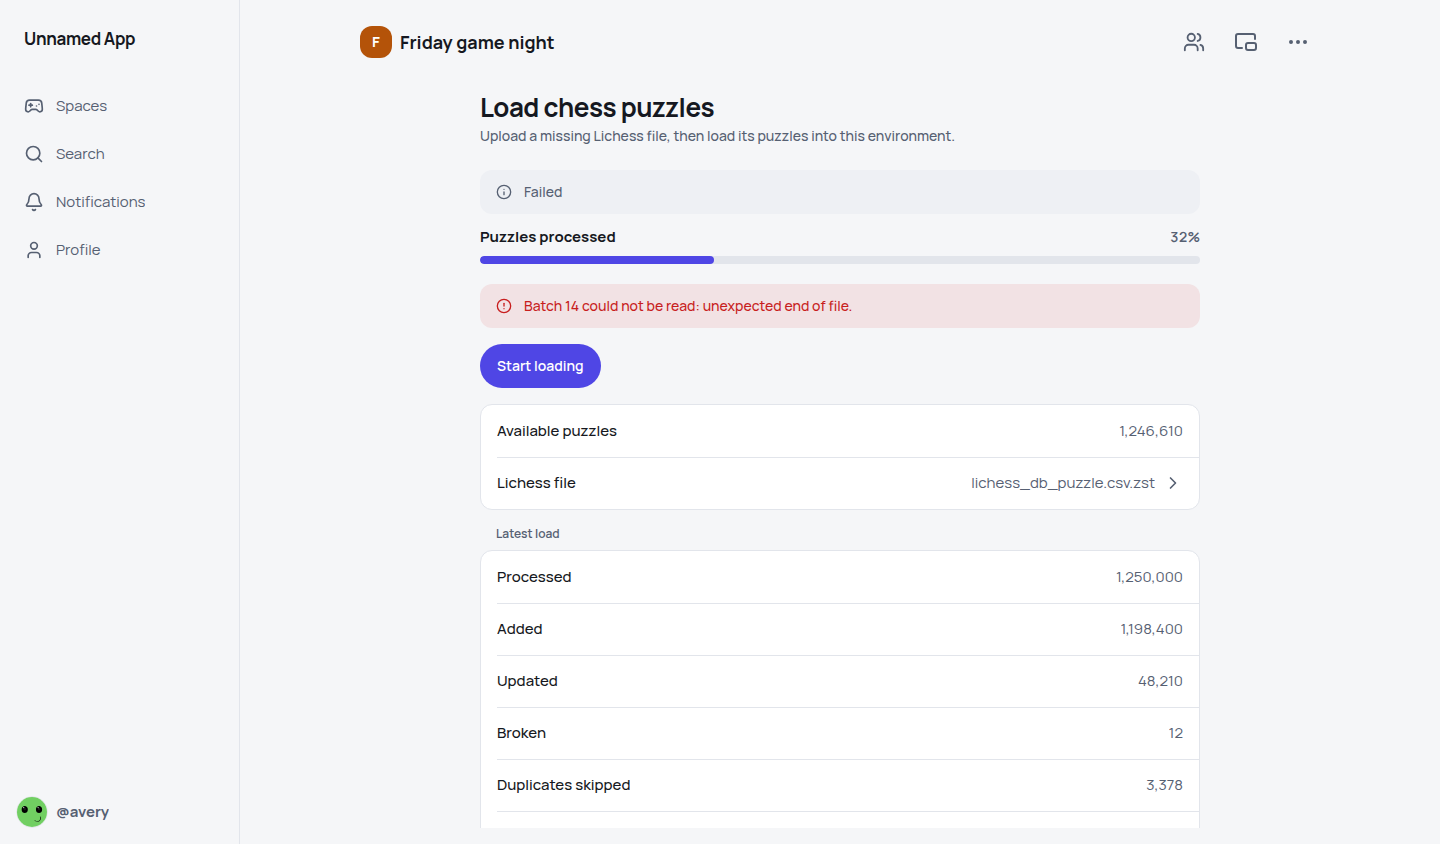 Unnamed App
Spaces
Search
Notifications
Profile
@avery
F
Friday game night
Load chess puzzles
Upload a missing Lichess file, then load its puzzles into this environment.
Failed
Puzzles processed 32%
Batch 14 could not be read: unexpected end of file.
Start loading
Available puzzles 1,246,610
Lichess file lichess_db_puzzle.csv.zst
Latest load
Processed 1,250,000
Added 1,198,400
Updated 48,210
Broken 12
Duplicates skipped 3,378